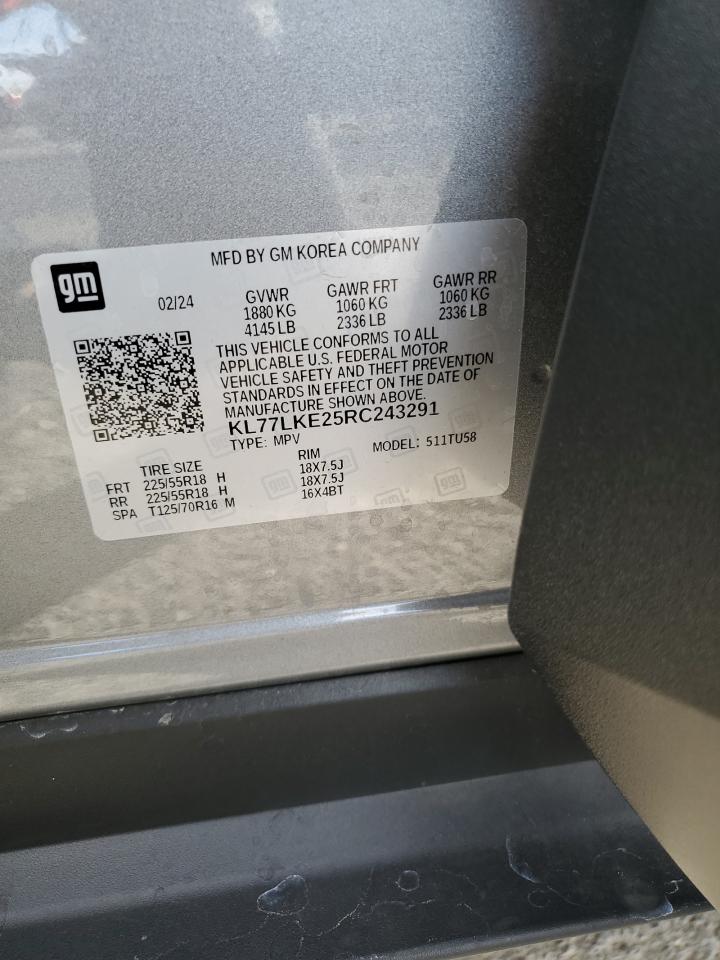 MFD BY GM KOREA COMPANY
gm
02/24
GVWR GAWR FRT GAWR RR
1880 KG 1060 KG 1060 KG
4145 LB 2336 LB 2336 LB
THIS VEHICLE CONFORMS TO ALL
APPLICABLE U.S. FEDERAL MOTOR
VEHICLE SAFETY AND THEFT PREVENTION
STANDARDS IN EFFECT ON THE DATE OF
MANUFACTURE SHOWN ABOVE.
KL77LKE25RC243291
TYPE: MPV MODEL: 511TU58
TIRE SIZE RIM
FRT 225/55R18 H 18X7.5J
RR 225/55R18 H 18X7.5J
SPA T125/70R16 M 16X4BT